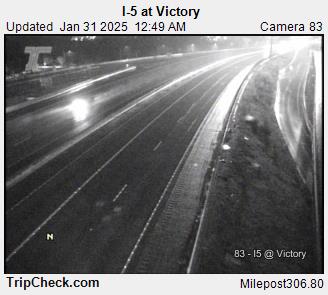 I-5 at Victory
Updated Jan 31 2025 12:49 AM Camera 83
N
83 - I5 @ Victory
TripCheck.com Milepost306.80